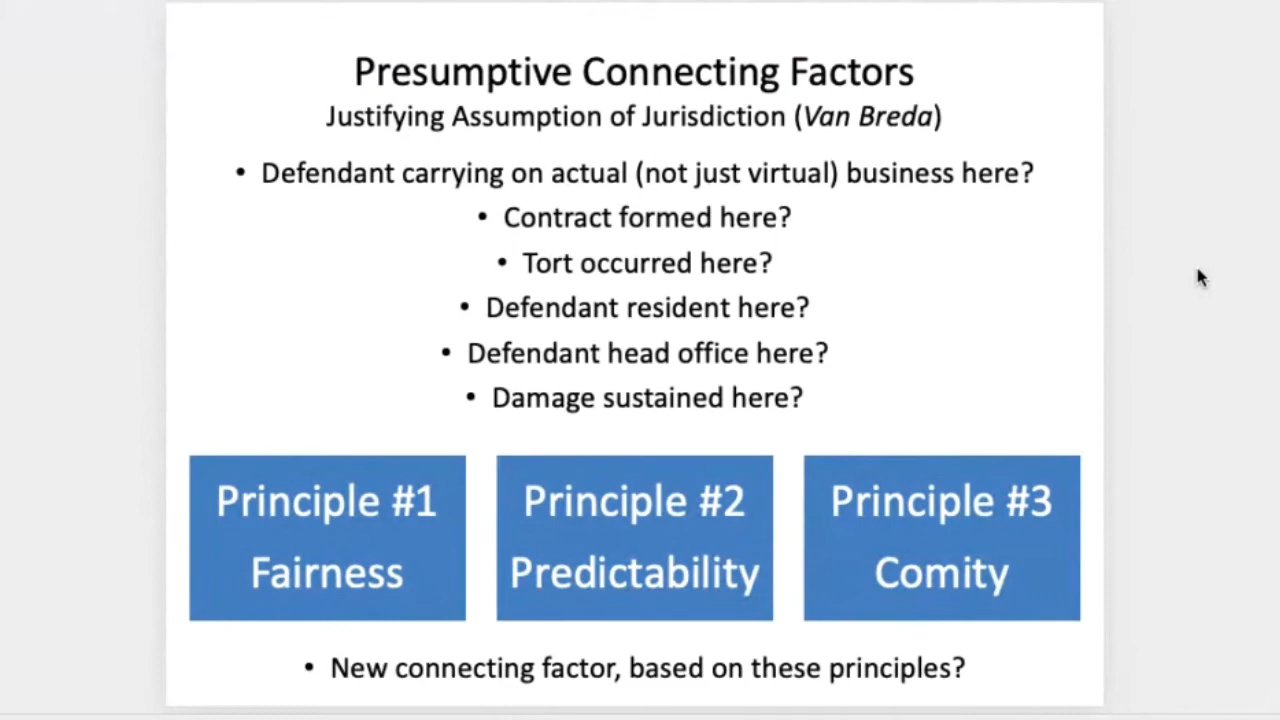 Presumptive Connecting Factors
Justifying Assumption of Jurisdiction (Van Breda)
• Defendant carrying on actual (not just virtual) business here?
• Contract formed here?
• Tort occurred here?
• Defendant resident here?
• Defendant head office here?
• Damage sustained here?
Principle #1
Fairness
Principle #2
Predictability
Principle #3
Comity
• New connecting factor, based on these principles?